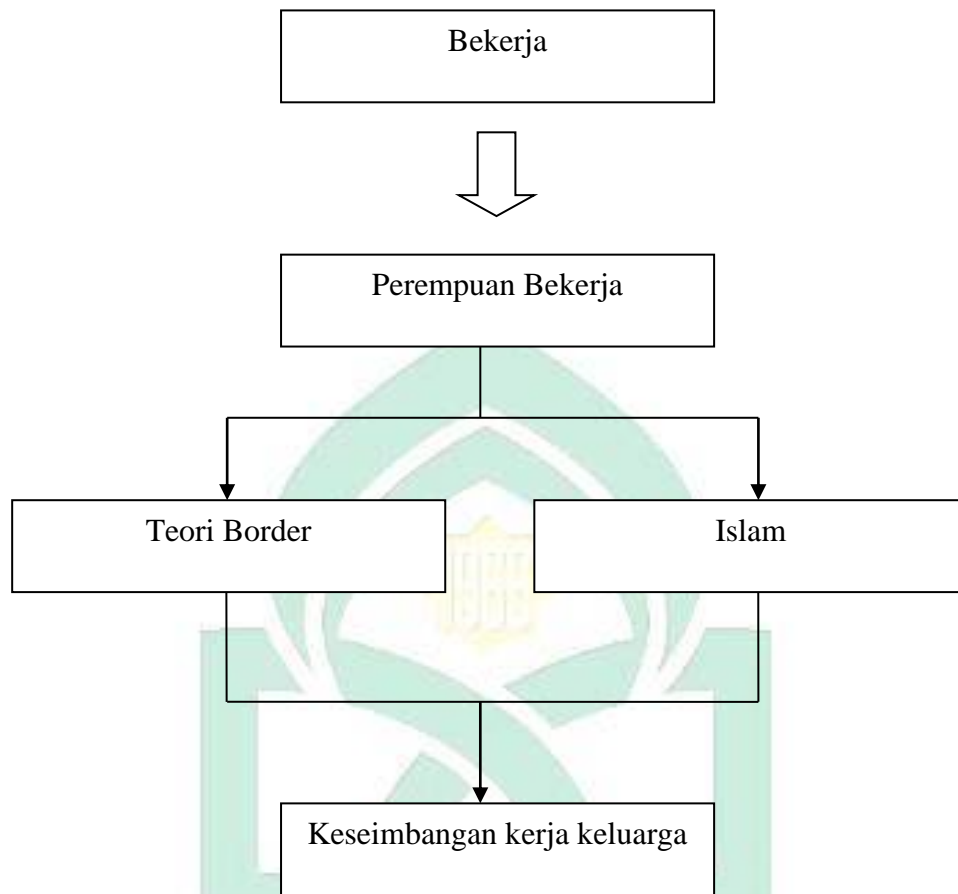 Bekerja
Perempuan Bekerja
Teori Border
Islam
Keseimbangan kerja keluarga